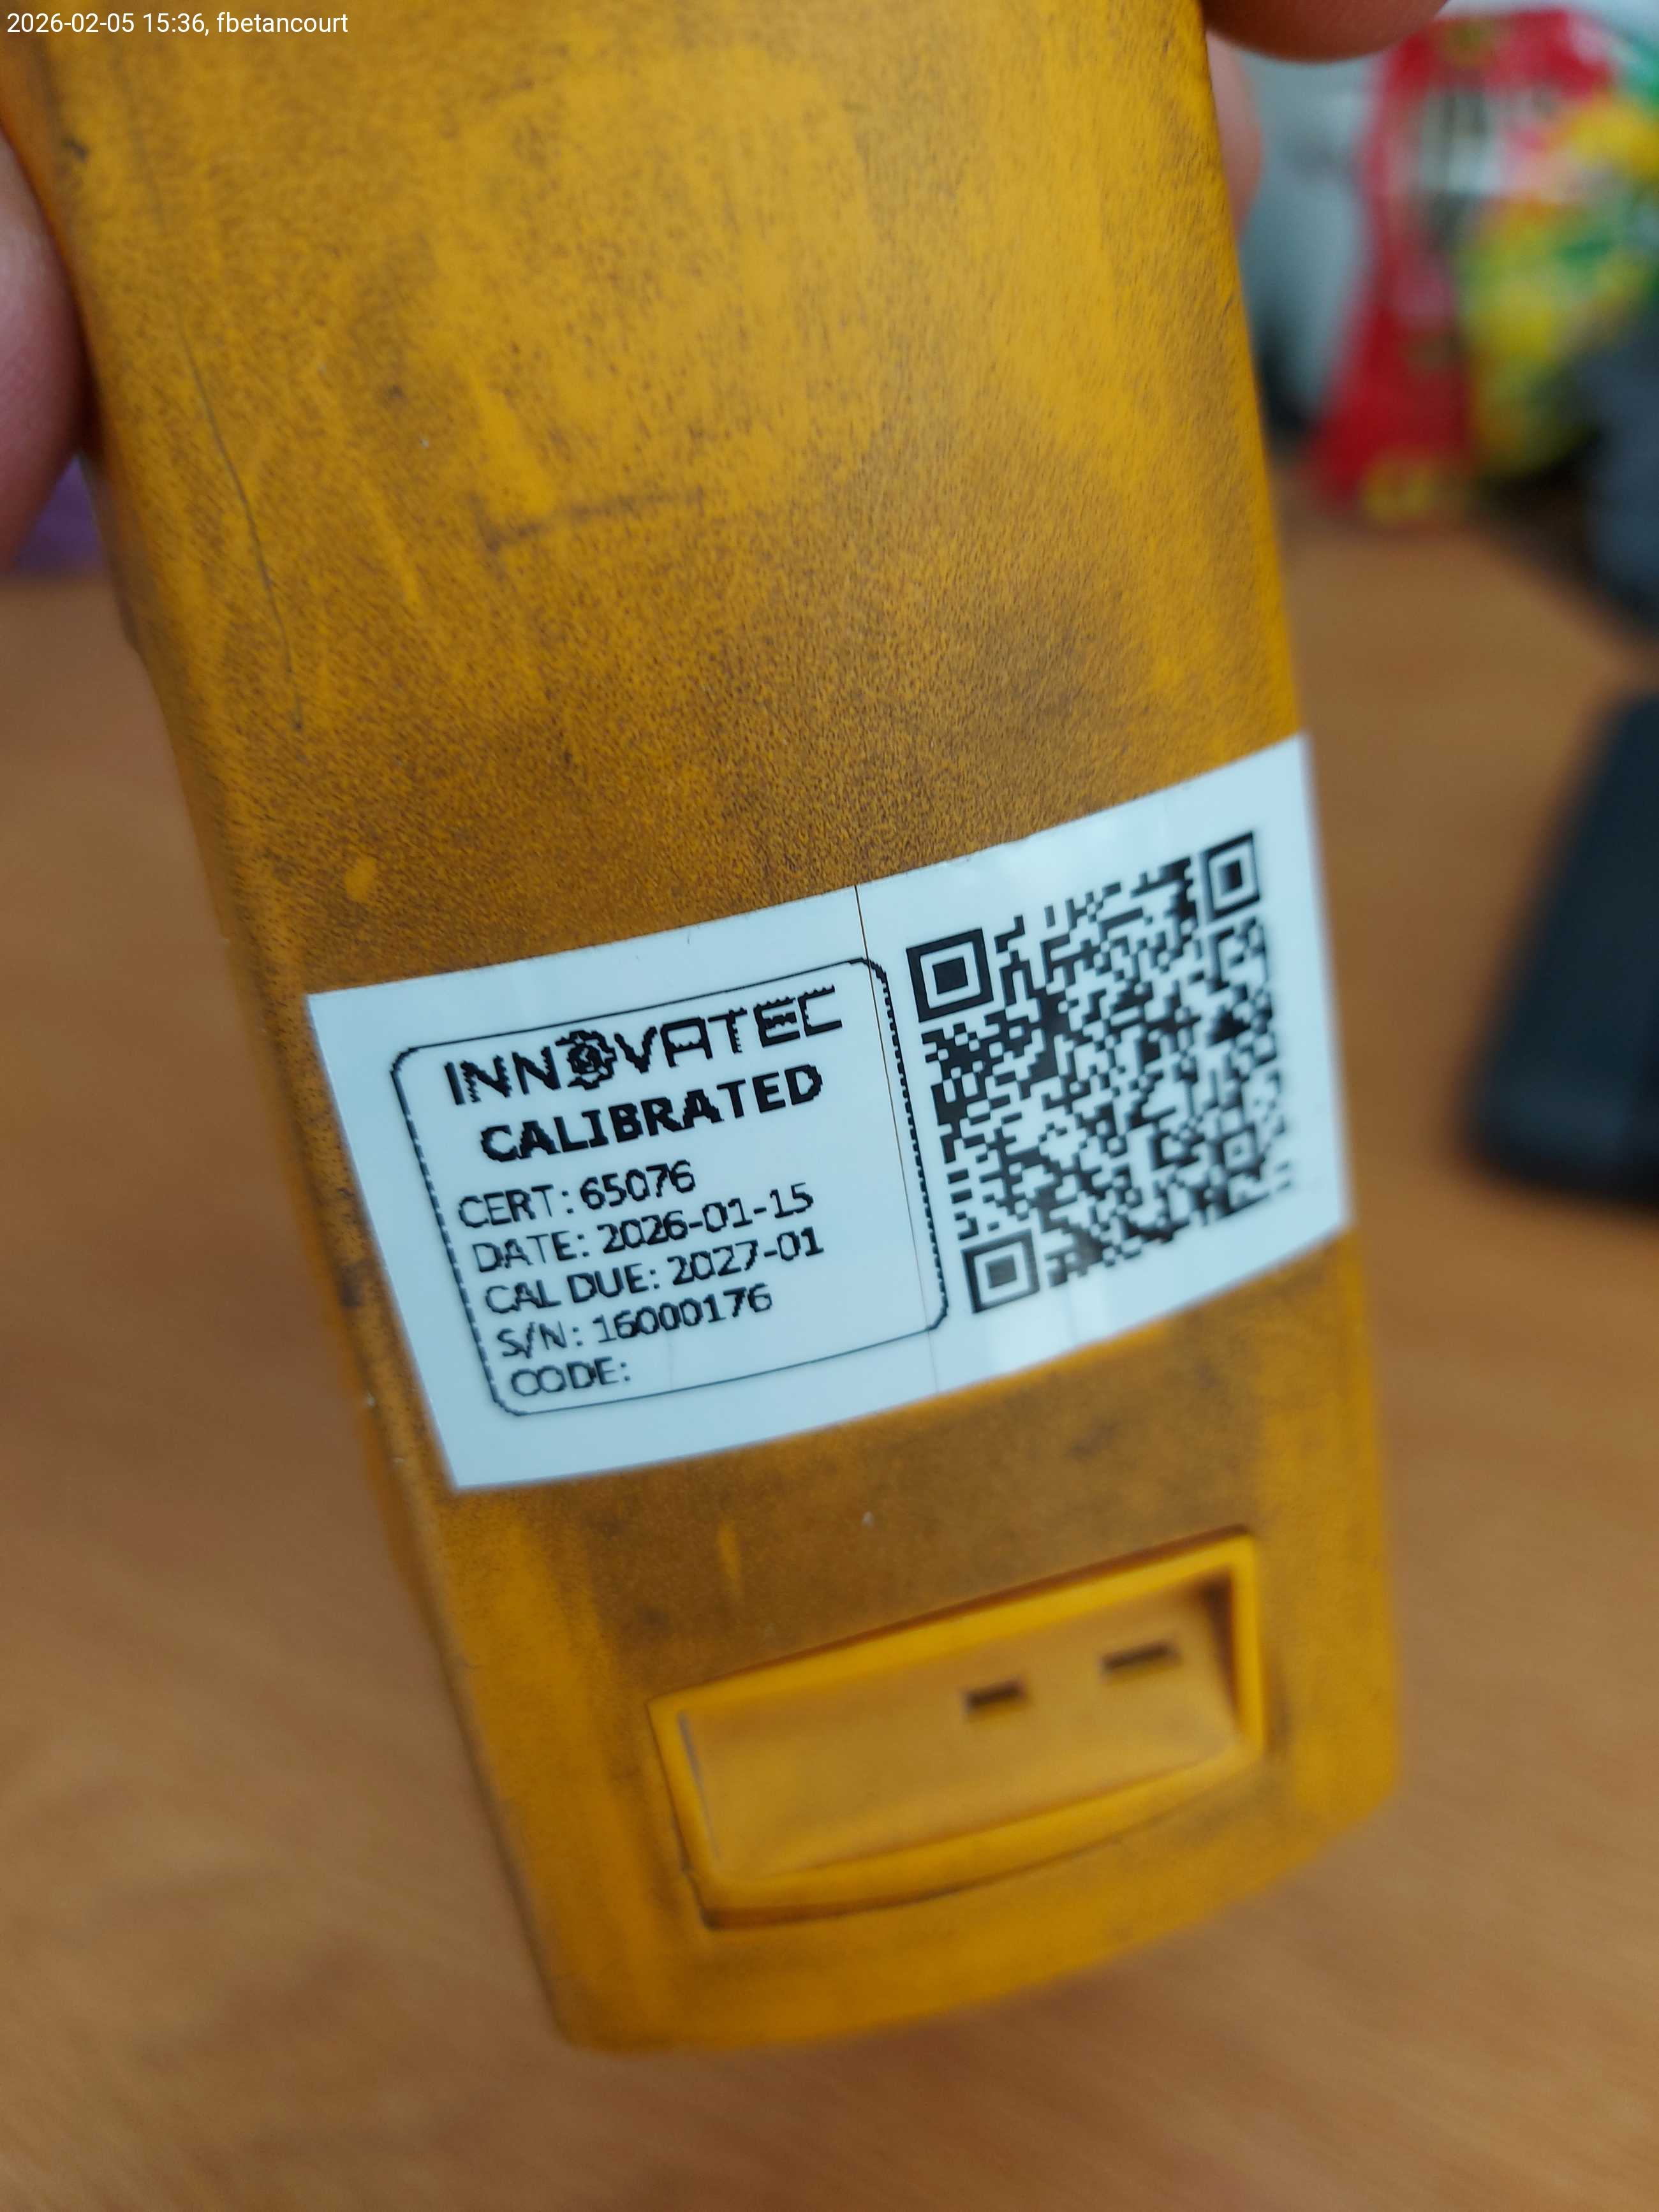 2026-02-05 15:36, fbetancourt
INNOVATEC
CALIBRATED
CERT: 65076
DATE: 2026-01-15
CAL DUE: 2027-01
S/N: 16000176
CODE: